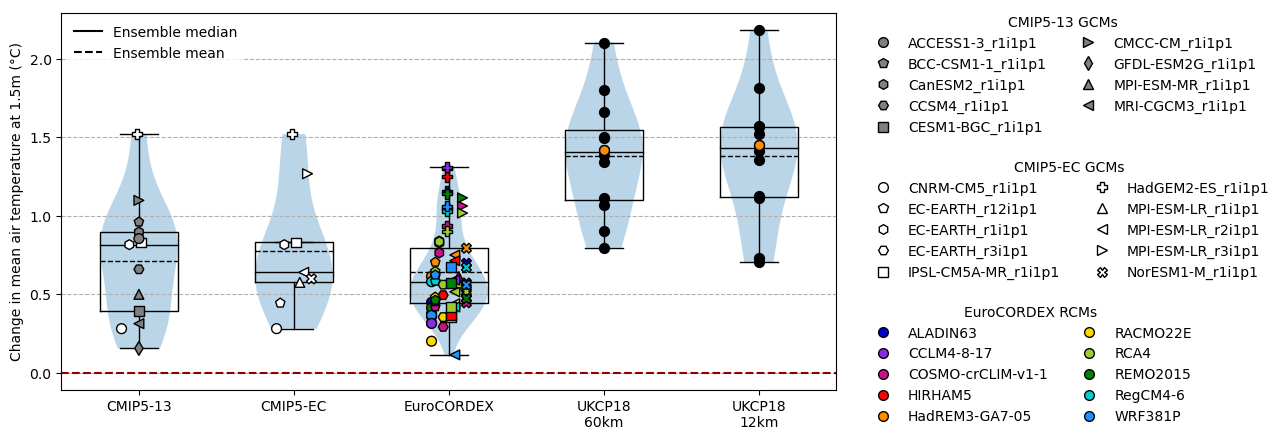 Change in mean air temperature at 1.5m (°C)
2.0
1.5
1.0
0.5
0.0
Ensemble median
Ensemble mean
CMIP5-13
CMIP5-EC
EuroCORDEX
UKCP18
60km
UKCP18
12km
CMIP5-13 GCMs
ACCESS1-3_r1i1p1
BCC-CSM1-1_r1i1p1
CanESM2_r1i1p1
CCSM4_r1i1p1
CESM1-BGC_r1i1p1
CMCC-CM_r1i1p1
GFDL-ESM2G_r1i1p1
MPI-ESM-MR_r1i1p1
MRI-CGCM3_r1i1p1
CMIP5-EC GCMs
CNRM-CM5_r1i1p1
EC-EARTH_r12i1p1
EC-EARTH_r1i1p1
EC-EARTH_r3i1p1
IPSL-CM5A-MR_r1i1p1
HadGEM2-ES_r1i1p1
MPI-ESM-LR_r1i1p1
MPI-ESM-LR_r2i1p1
MPI-ESM-LR_r3i1p1
NorESM1-M_r1i1p1
EuroCORDEX RCMs
ALADIN63
CCLM4-8-17
COSMO-crCLIM-v1-1
HIRHAM5
HadREM3-GA7-05
RACMO22E
RCA4
REMO2015
RegCM4-6
WRF381P